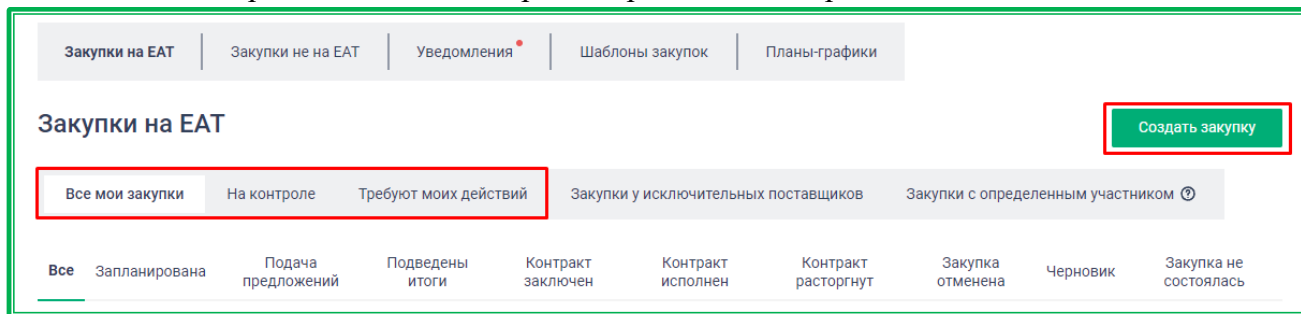 Закупки на ЕАТ Закупки не на ЕАТ Уведомления Шаблоны закупок Планы-графики
Закупки на ЕАТ
Создать закупку
Все мои закупки На контроле Требуют моих действий Закупки у исключительных поставщиков Закупки с определенным участником
Все Запланирована Подача предложений Подведены итоги Контракт заключен Контракт исполнен Контракт расторгнут Закупка отменена Черновик Закупка не состоялась